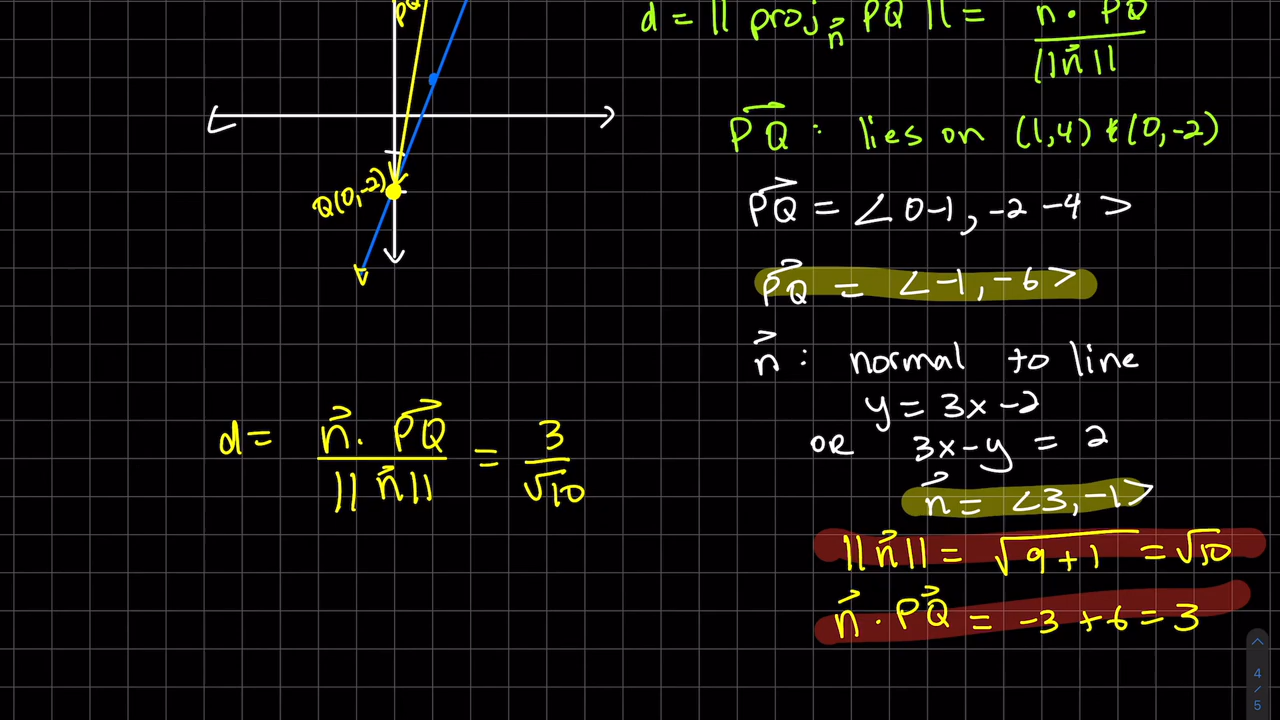 PQ
d = || proj_n⃗ PQ || = n · PQ / ||n⃗||
PQ⃗ : lies on (1,4) & (0,-2)
PQ⃗ = <0-1, -2-4>
Q(0,-2)
PQ⃗ = <-1, -6>
n⃗ : normal to line
y = 3x-2
OR 3x-y = 2
n⃗ = <3, -1>
||n⃗|| = √9+1 = √10
n⃗ · PQ⃗ = -3+6 = 3
d = n⃗ · PQ⃗ / ||n⃗|| = 3/√10
4
/
5